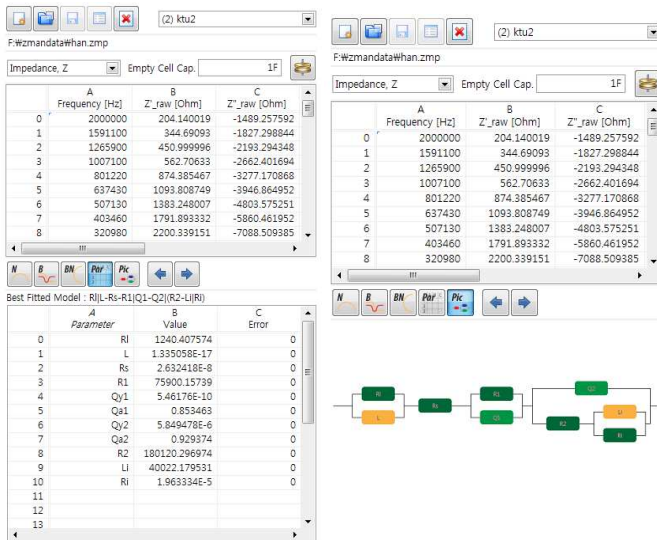 (2) ktu2
F:₩zmandata₩han.zmp
Impedance, Z Empty Cell Cap. 1F
A B C
Frequency [Hz] Z'_raw [Ohm] Z"_raw [Ohm]
0 2000000 204.140019 -1489.257592
1 1591100 344.69093 -1827.298844
2 1265900 450.999996 -2193.294348
3 1007100 562.70633 -2662.401694
4 801220 874.385467 -3277.170868
5 637430 1093.808749 -3946.864952
6 507130 1383.248007 -4803.575251
7 403460 1791.893332 -5860.461952
8 320980 2200.339151 -7088.509385
N B BN Par Pic
Best Fitted Model : Rl|L-Rs-R1|Q1-Q2|(R2-Li|Ri)
A B C
Parameter Value Error
0 Rl 1240.407574 0
1 L 1.335058E-17 0
2 Rs 2.632418E-8 0
3 R1 75900.15739 0
4 Qy1 5.46176E-10 0
5 Qa1 0.853463 0
6 Qy2 5.849478E-6 0
7 Qa2 0.929374 0
8 R2 180120.296974 0
9 Li 40022.179531 0
10 Ri 1.963334E-5 0
11
12
13
(2) ktu2
F:₩zmandata₩han.zmp
Impedance, Z Empty Cell Cap. 1F
A B C
Frequency [Hz] Z'_raw [Ohm] Z"_raw [Ohm]
0 2000000 204.140019 -1489.257592
1 1591100 344.69093 -1827.298844
2 1265900 450.999996 -2193.294348
3 1007100 562.70633 -2662.401694
4 801220 874.385467 -3277.170868
5 637430 1093.808749 -3946.864952
6 507130 1383.248007 -4803.575251
7 403460 1791.893332 -5860.461952
8 320980 2200.339151 -7088.509385
N B BN Par Pic
Rl
L
Rs
R1
Q2
R2
Li
Ri